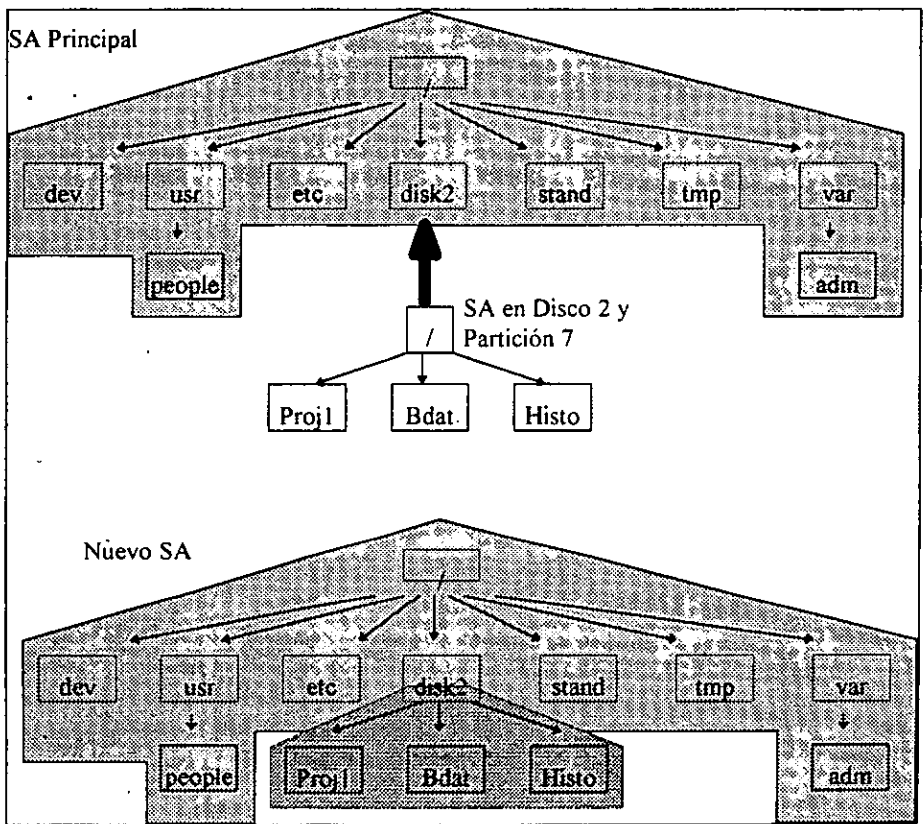 SA Principal
/
dev usr etc disk2 stand tmp var
people adm
SA en Disco 2 y
Partición 7
/
Proj1 Bdat Histo
Nuevo SA
/
dev usr etc disk2 stand tmp var
people Proj1 Bdat Histo adm